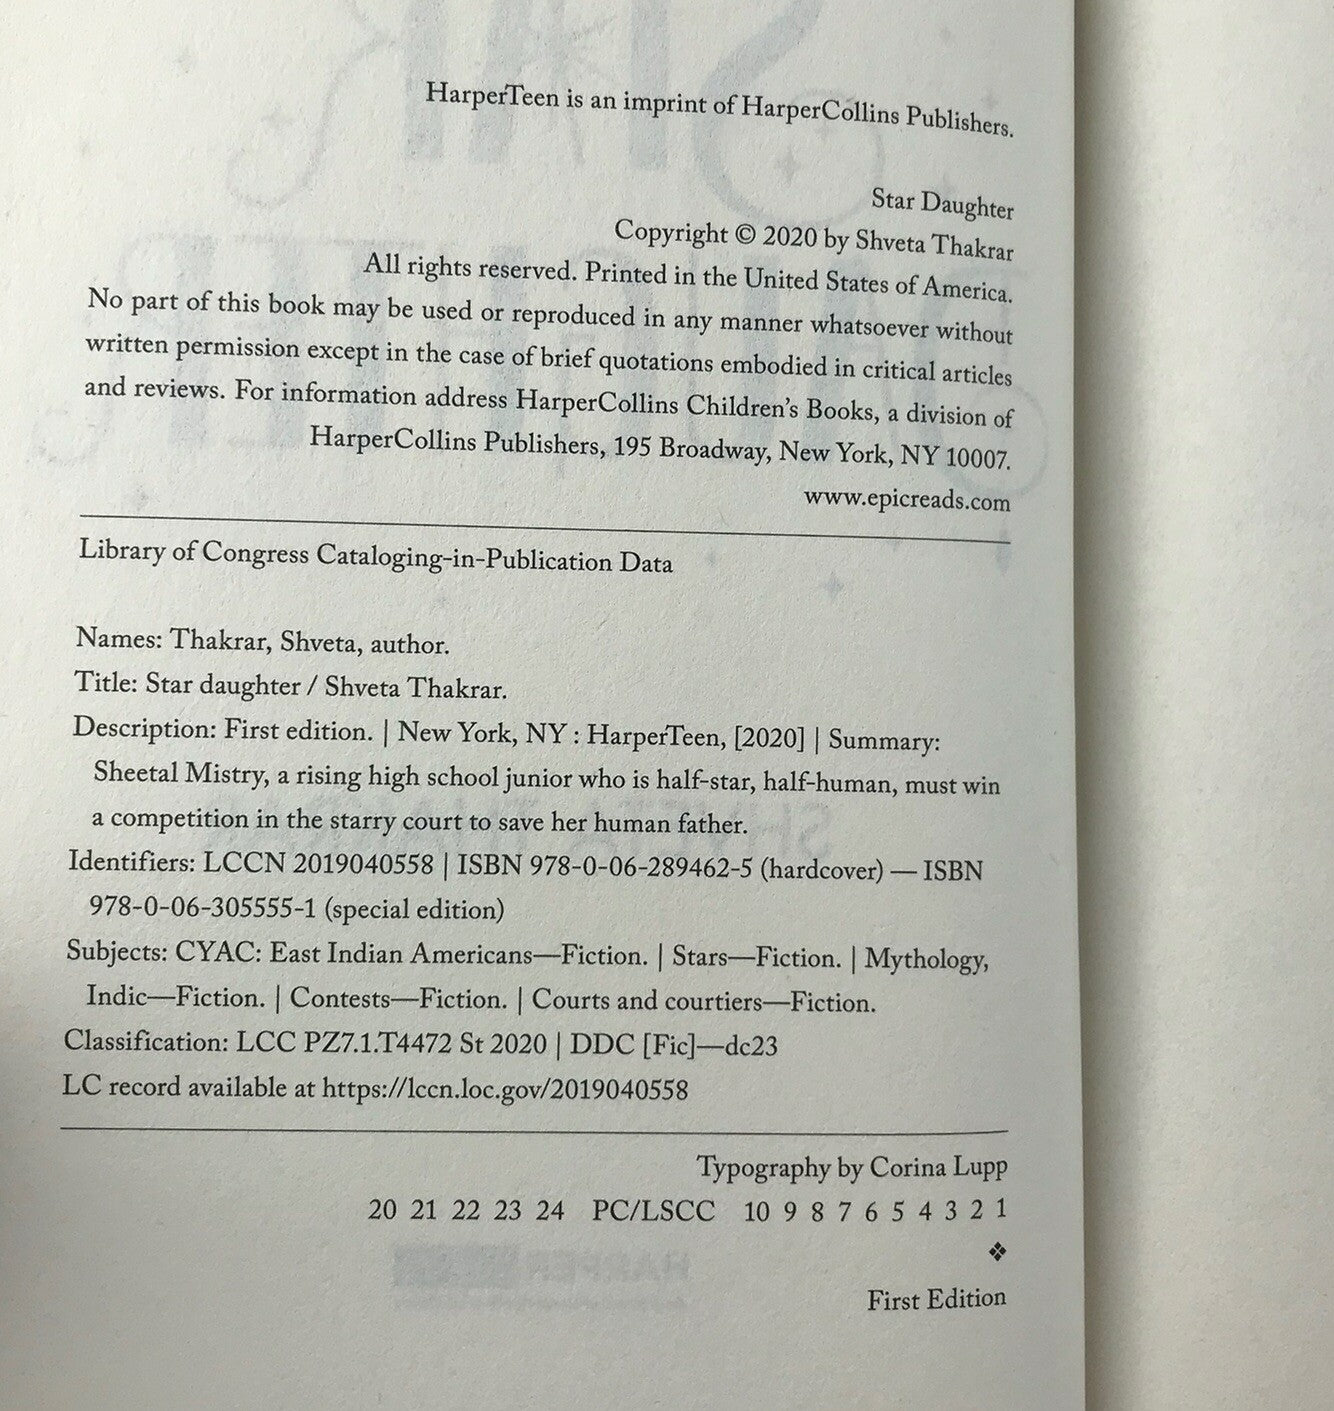 HarperTeen is an imprint of HarperCollins Publishers.
Star Daughter
Copyright © 2020 by Shveta Thakrar
All rights reserved. Printed in the United States of America.
No part of this book may be used or reproduced in any manner whatsoever without
written permission except in the case of brief quotations embodied in critical articles
and reviews. For information address HarperCollins Children's Books, a division of
HarperCollins Publishers, 195 Broadway, New York, NY 10007.
www.epicreads.com
Library of Congress Cataloging-in-Publication Data
Names: Thakrar, Shveta, author.
Title: Star daughter / Shveta Thakrar.
Description: First edition. | New York, NY : HarperTeen, [2020] | Summary:
Sheetal Mistry, a rising high school junior who is half-star, half-human, must win
a competition in the starry court to save her human father.
Identifiers: LCCN 2019040558 | ISBN 978-0-06-289462-5 (hardcover) — ISBN
978-0-06-305555-1 (special edition)
Subjects: CYAC: East Indian Americans—Fiction. | Stars—Fiction. | Mythology,
Indic—Fiction. | Contests—Fiction. | Courts and courtiers—Fiction.
Classification: LCC PZ7.1.T4472 St 2020 | DDC [Fic]—dc23
LC record available at https://lccn.loc.gov/2019040558
Typography by Corina Lupp
20 21 22 23 24 PC/LSCC 10 9 8 7 6 5 4 3 2 1
❖
First Edition